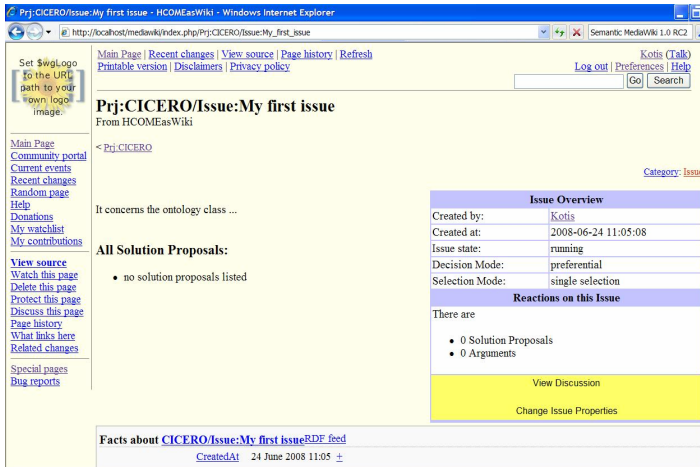 Prj:CICERO/Issue:My first issue - HCOMEasWiki - Windows Internet Explorer
http://localhost/mediawiki/index.php/Prj:CICERO/Issue:My_first_issue
Semantic MediaWiki 1.0 RC2
Set $wgLogo
to the URL
path to your
own logo
image.
Main Page | Recent changes | View source | Page history | Refresh
Printable version | Disclaimers | Privacy policy
Kotis (Talk)
Log out | Preferences | Help
Go Search
Prj:CICERO/Issue:My first issue
From HCOMEasWiki
< Prj:CICERO
Category: Issue
Main Page
Community portal
Current events
Recent changes
Random page
Help
Donations
My watchlist
My contributions
View source
Watch this page
Delete this page
Protect this page
Discuss this page
Page history
What links here
Related changes
Special pages
Bug reports
It concerns the ontology class ...
All Solution Proposals:
• no solution proposals listed
Issue Overview
Created by: Kotis
Created at: 2008-06-24 11:05:08
Issue state: running
Decision Mode: preferential
Selection Mode: single selection
Reactions on this Issue
There are
• 0 Solution Proposals
• 0 Arguments
View Discussion
Change Issue Properties
Facts about CICERO/Issue:My first issue RDF feed
CreatedAt 24 June 2008 11:05 +